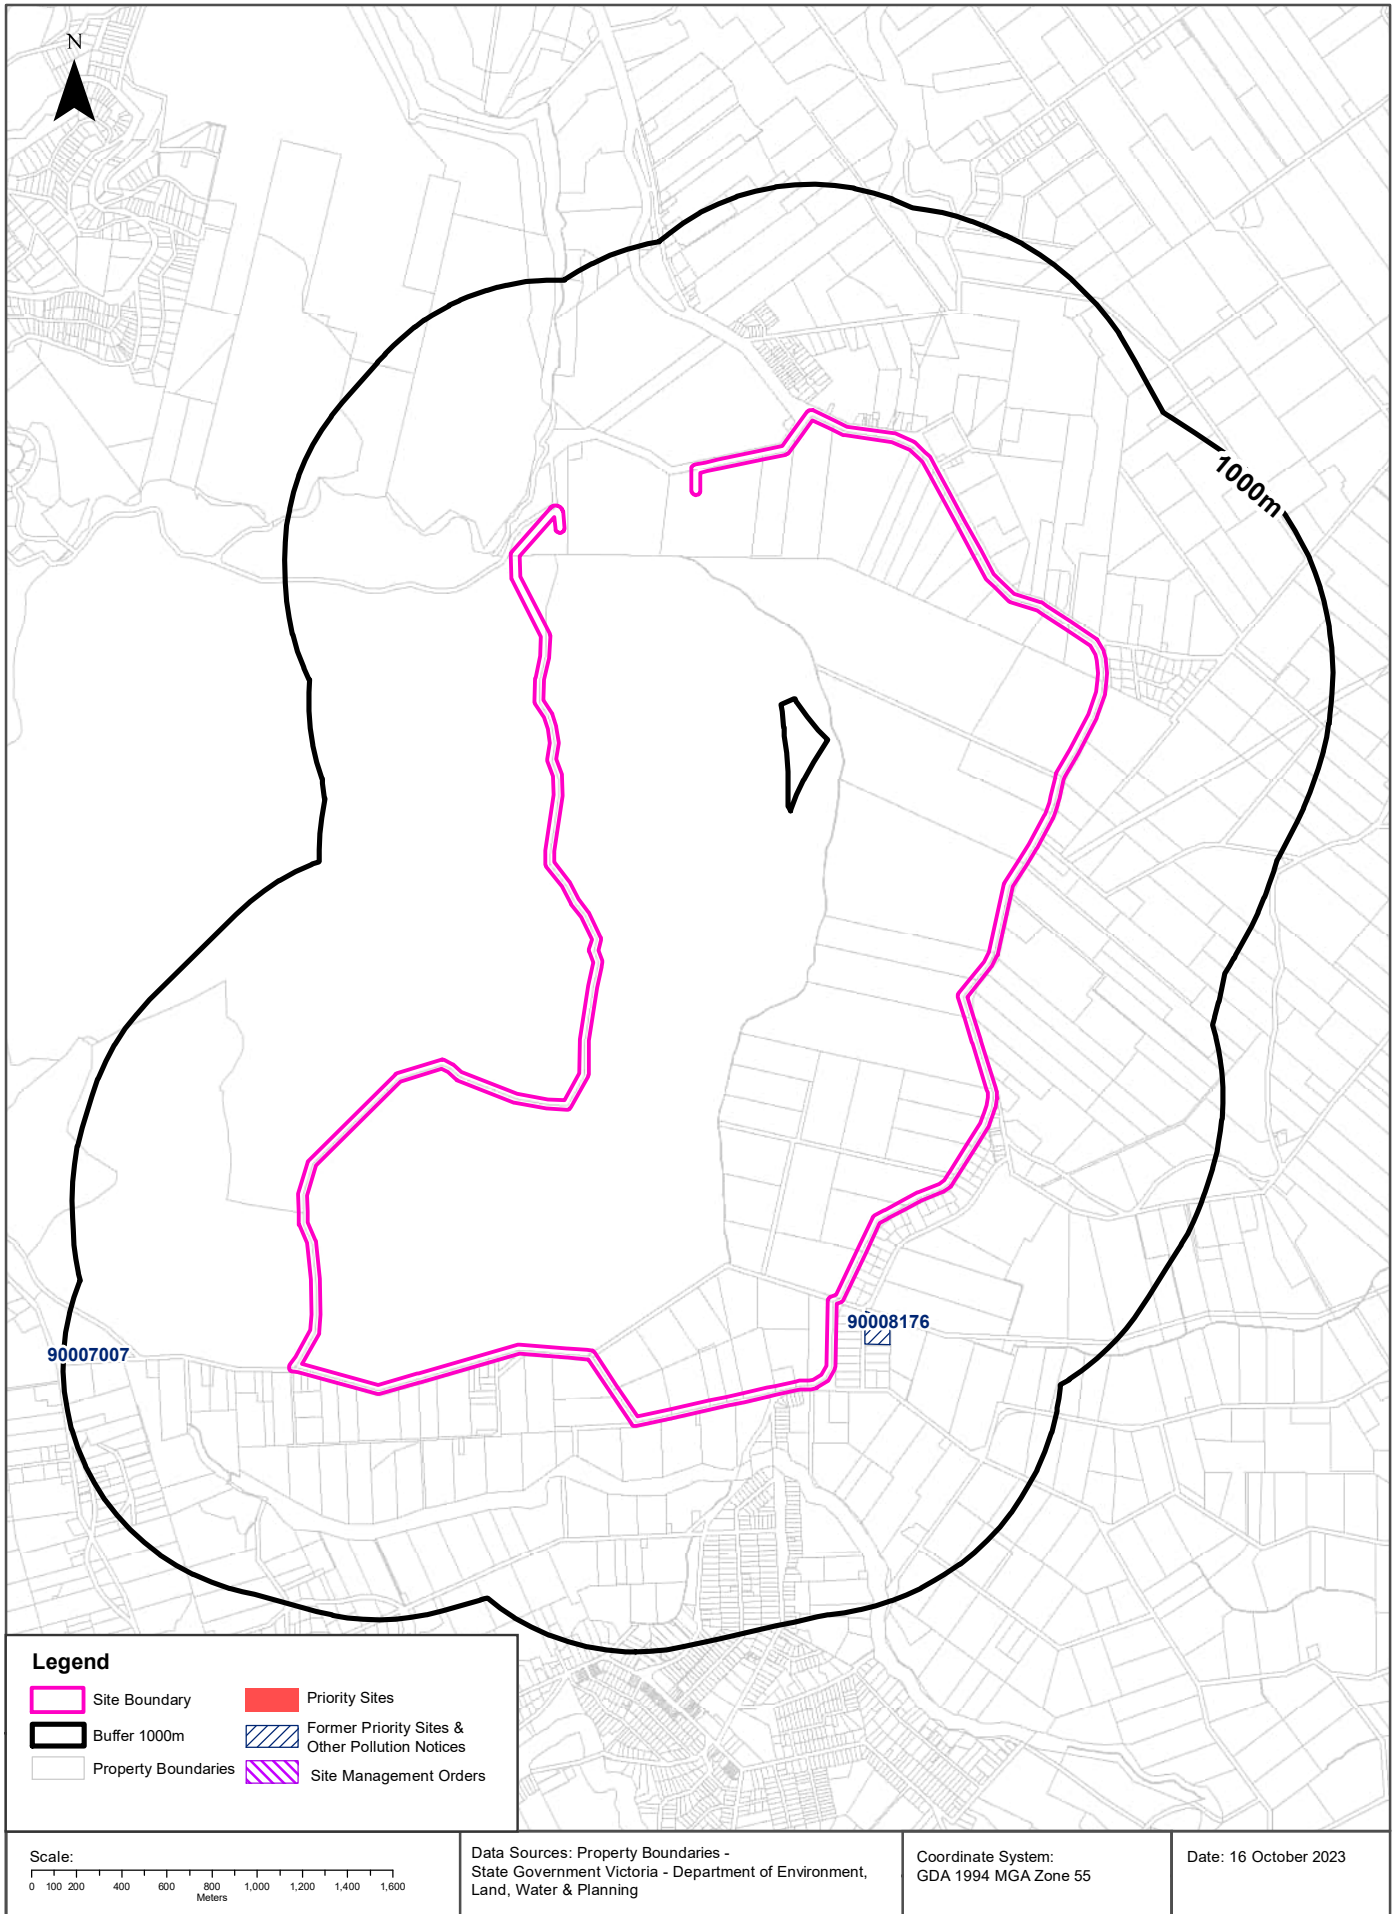 N
1000m
90008176
90007007
Legend
Site Boundary
Buffer 1000m
Property Boundaries
Priority Sites
Former Priority Sites &
Other Pollution Notices
Site Management Orders
Scale:
0 100 200 400 600 800 1,000 1,200 1,400 1,600
Meters
Data Sources: Property Boundaries -
State Government Victoria - Department of Environment,
Land, Water & Planning
Coordinate System:
GDA 1994 MGA Zone 55
Date: 16 October 2023